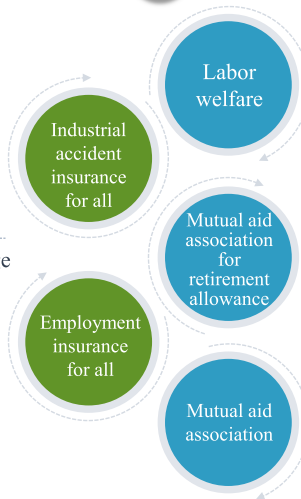 Labor
welfare
Industrial
accident
insurance
for all
Mutual aid
association
for
retirement
allowance
e
Employment
insurance
for all
Mutual aid
association